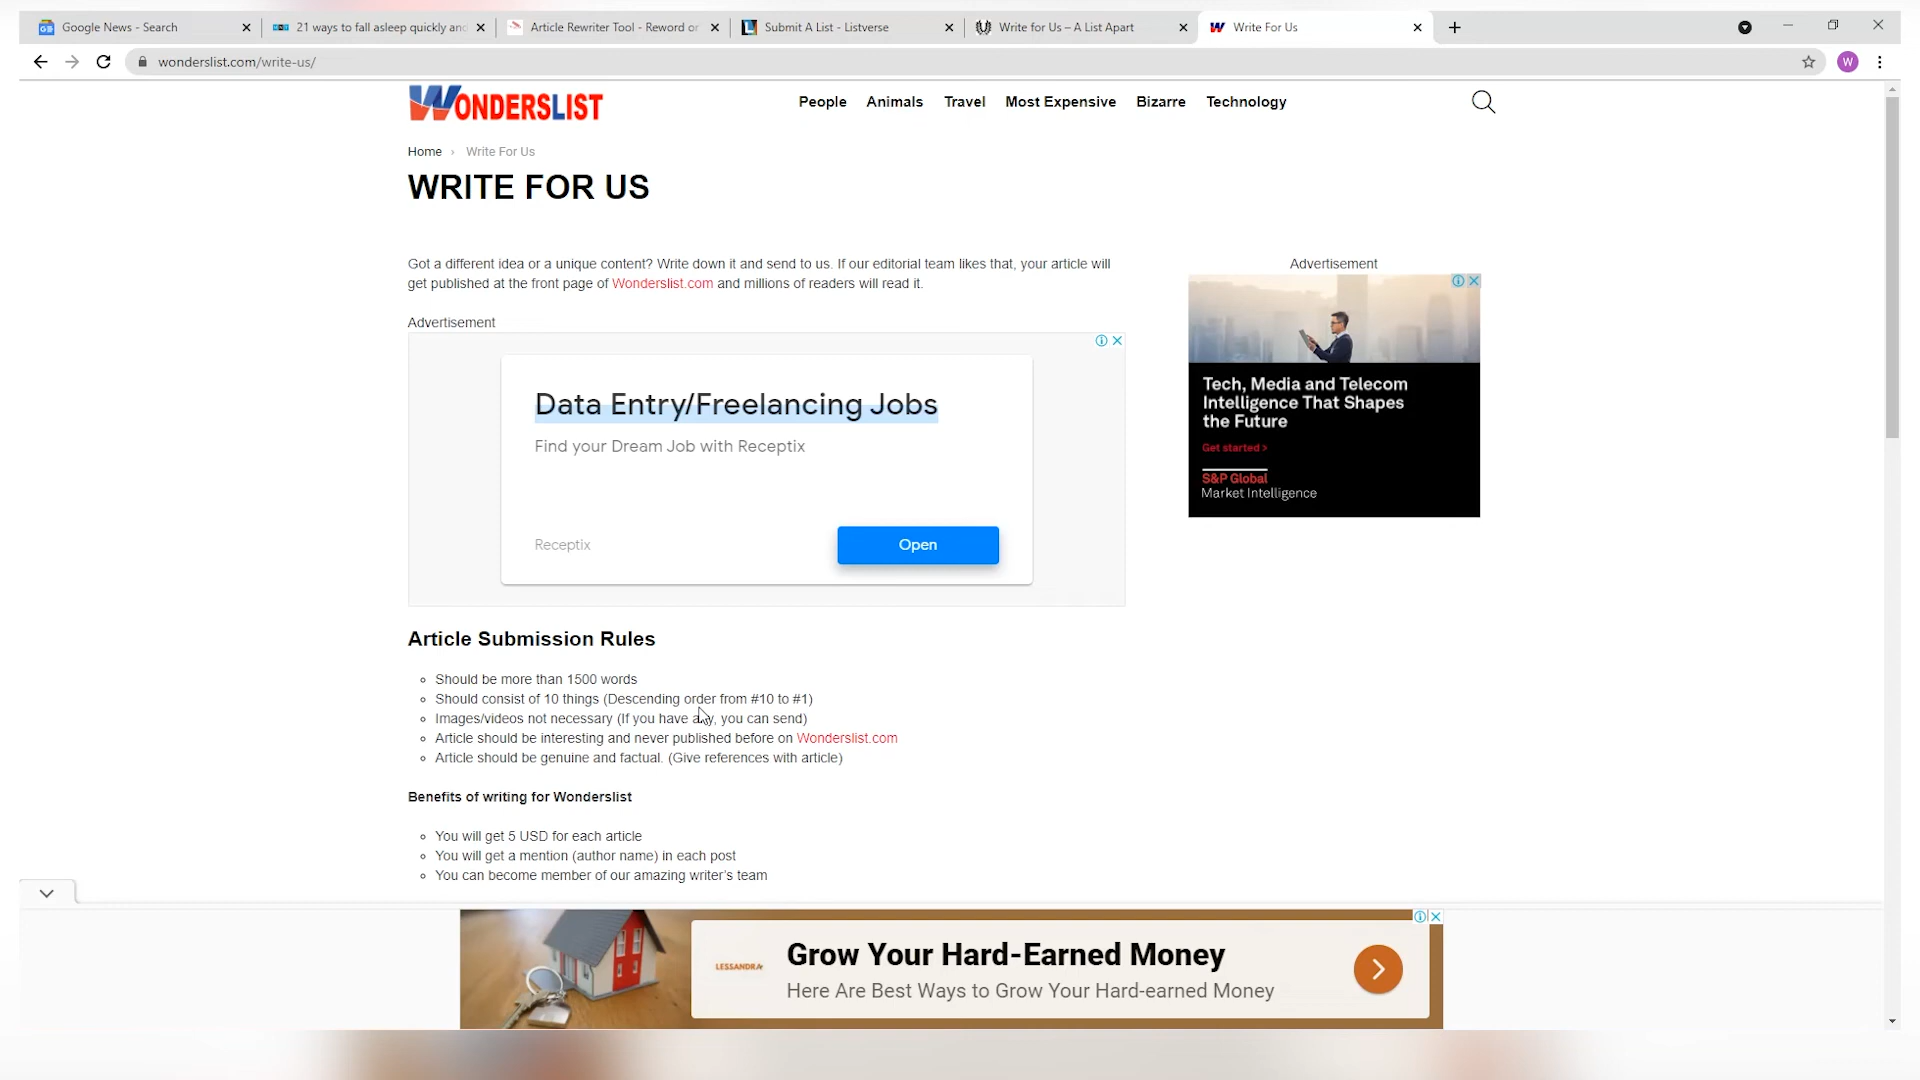 Google News - Search
21 ways to fall asleep quickly and
Article Rewriter Tool - Reword or
Submit A List - Listverse
Write for Us – A List Apart
Write For Us
wonderslist.com/write-us/
W
WONDERSLIST
People Animals Travel Most Expensive Bizarre Technology
Home › Write For Us
WRITE FOR US
Got a different idea or a unique content? Write down it and send to us. If our editorial team likes that, your article will
get published at the front page of Wonderslist.com and millions of readers will read it.
Advertisement
Data Entry/Freelancing Jobs
Find your Dream Job with Receptix
Receptix
Open
Advertisement
Tech, Media and Telecom
Intelligence That Shapes
the Future
Get started >
S&P Global
Market Intelligence
Article Submission Rules
Should be more than 1500 words
Should consist of 10 things (Descending order from #10 to #1)
Images/videos not necessary (If you have any, you can send)
Article should be interesting and never published before on Wonderslist.com
Article should be genuine and factual. (Give references with article)
Benefits of writing for Wonderslist
You will get 5 USD for each article
You will get a mention (author name) in each post
You can become member of our amazing writer's team
LESSANDRA
Grow Your Hard-Earned Money
Here Are Best Ways to Grow Your Hard-earned Money